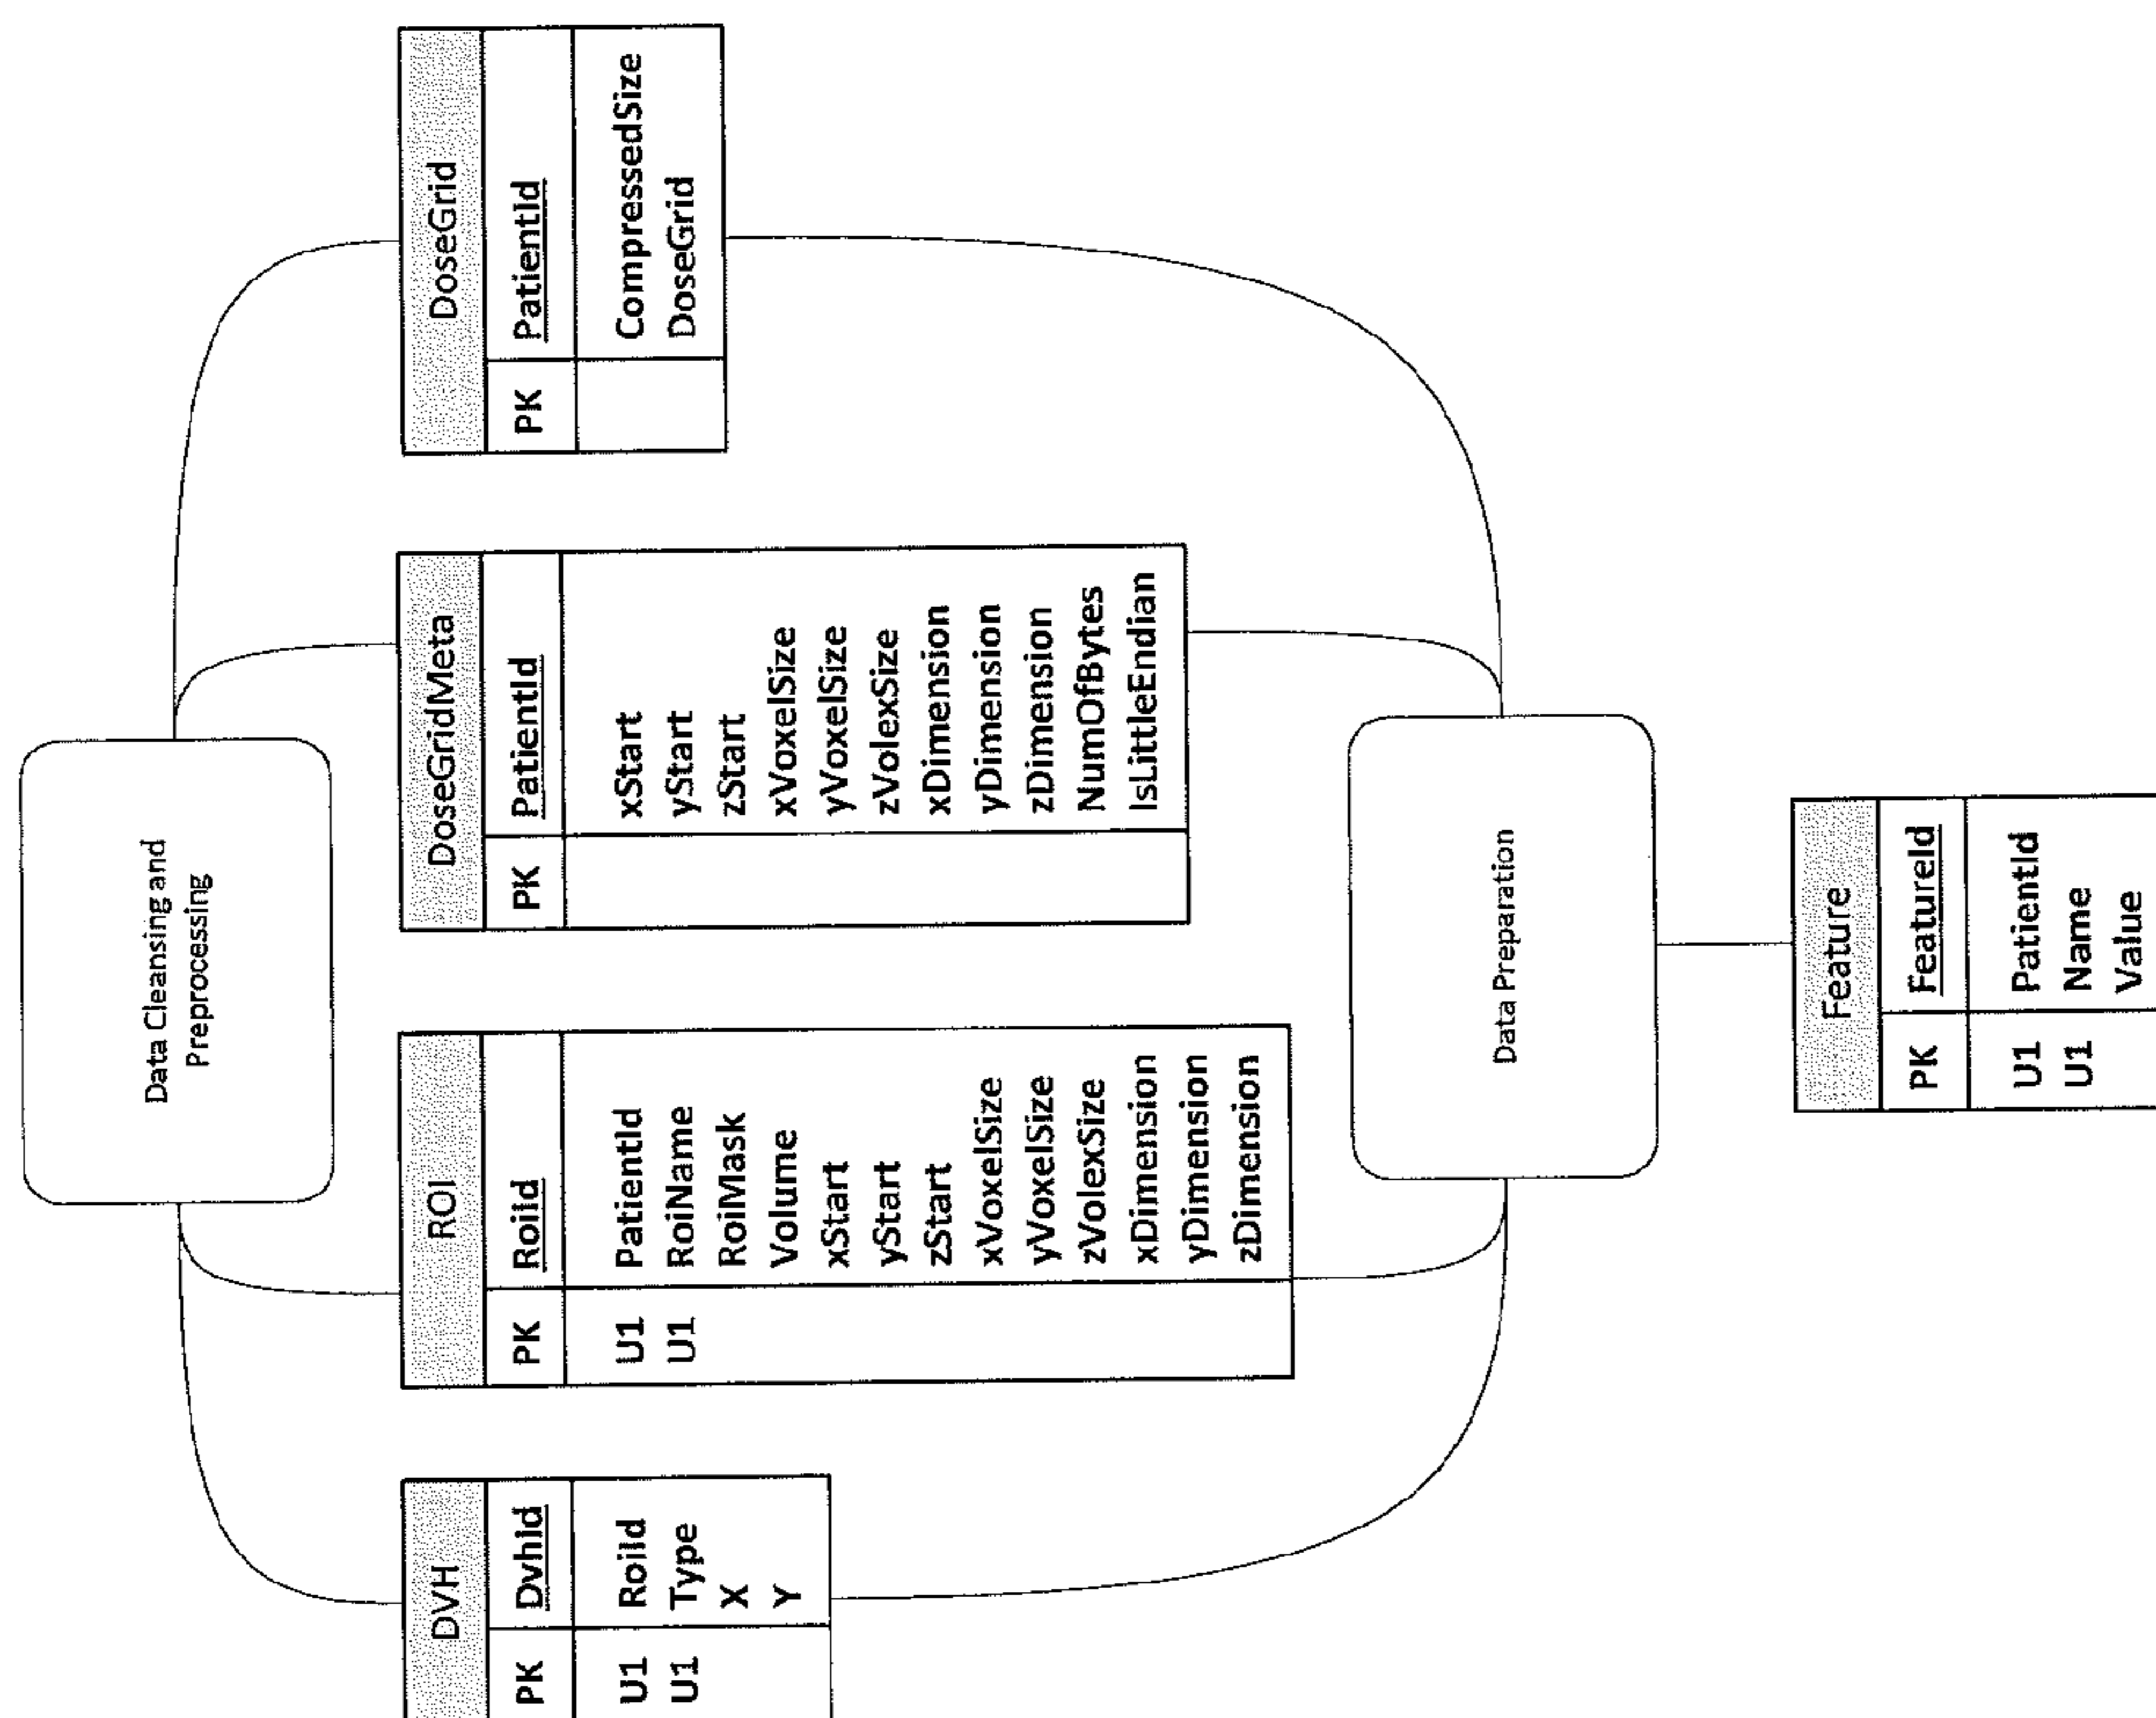 Data Cleansing and
Preprocessing
DVH
PK DvhId
U1 RoiId
U1 Type
X
Y
ROI
PK RoiId
U1 PatientId
U1 RoiName
RoiMask
Volume
xStart
yStart
zStart
xVoxelSize
yVoxelSize
zVolexSize
xDimension
yDimension
zDimension
DoseGridMeta
PK PatientId
xStart
yStart
zStart
xVoxelSize
yVoxelSize
zVolexSize
xDimension
yDimension
zDimension
NumOfBytes
IsLittleEndian
DoseGrid
PK PatientId
CompressedSize
DoseGrid
Data Preparation
Feature
PK FeatureId
U1 PatientId
U1 Name
Value